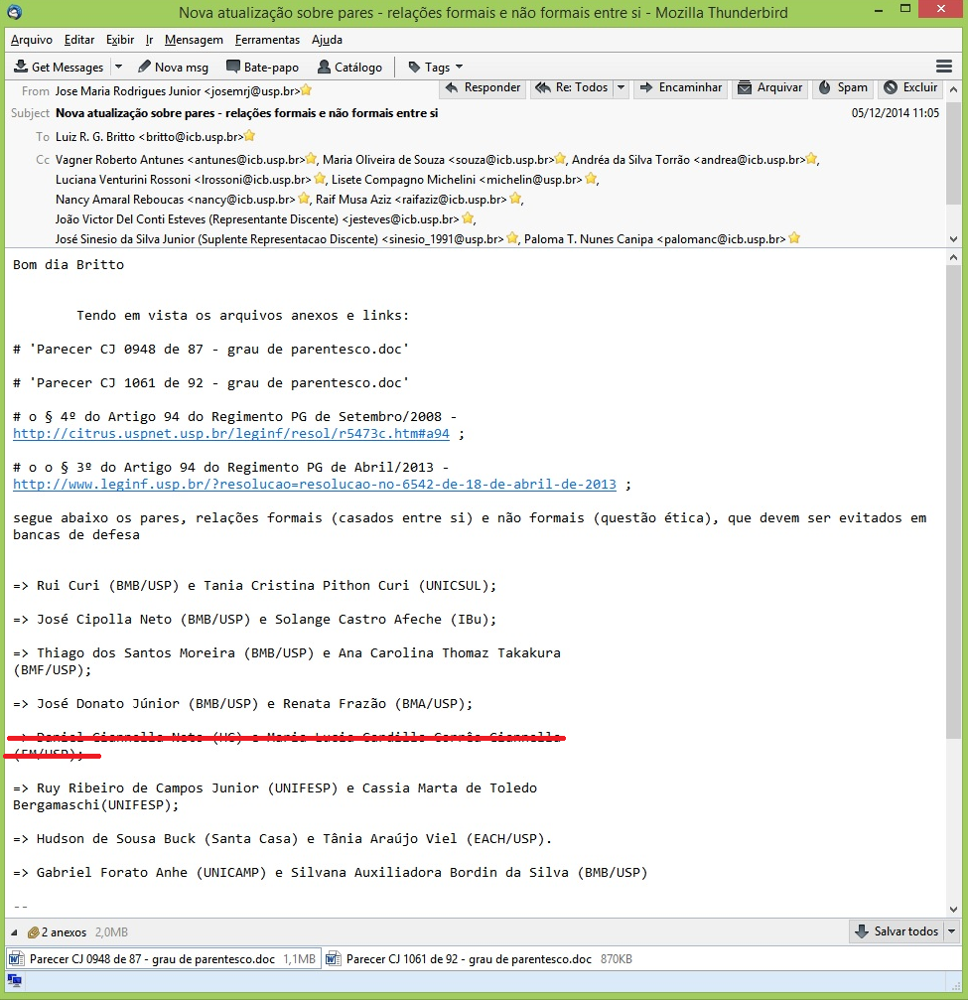 Nova atualização sobre pares - relações formais e não formais entre si - Mozilla Thunderbird
Arquivo Editar Exibir Ir Mensagem Ferramentas Ajuda
Get Messages Nova msg Bate-papo Catálogo Tags
From Jose Maria Rodrigues Junior <josemrj@usp.br> Responder Re: Todos Encaminhar Arquivar Spam Excluir
Subject Nova atualização sobre pares - relações formais e não formais entre si 05/12/2014 11:05
To Luiz R. G. Britto <britto@icb.usp.br>
Cc Vagner Roberto Antunes <antunes@icb.usp.br>, Maria Oliveira de Souza <souza@icb.usp.br>, Andréa da Silva Torrão <andrea@icb.usp.br>,
Luciana Venturini Rossoni <lrossoni@icb.usp.br>, Lisete Compagno Michelini <michelin@usp.br>,
Nancy Amaral Reboucas <nancy@icb.usp.br>, Raif Musa Aziz <raifaziz@icb.usp.br>,
João Victor Del Conti Esteves (Representante Discente) <jesteves@icb.usp.br>,
José Sinesio da Silva Junior (Suplente Representacao Discente) <sinesio_1991@usp.br>, Paloma T. Nunes Canipa <palomanc@icb.usp.br>
Bom dia Britto
Tendo em vista os arquivos anexos e links:
# 'Parecer CJ 0948 de 87 - grau de parentesco.doc'
# 'Parecer CJ 1061 de 92 - grau de parentesco.doc'
# o § 4º do Artigo 94 do Regimento PG de Setembro/2008 -
http://citrus.uspnet.usp.br/leginf/resol/r5473c.htm#a94 ;
# o o § 3º do Artigo 94 do Regimento PG de Abril/2013 -
http://www.leginf.usp.br/?resolucao=resolucao-no-6542-de-18-de-abril-de-2013 ;
segue abaixo os pares, relações formais (casados entre si) e não formais (questão ética), que devem ser evitados em
bancas de defesa
=> Rui Curi (BMB/USP) e Tania Cristina Pithon Curi (UNICSUL);
=> José Cipolla Neto (BMB/USP) e Solange Castro Afeche (IBu);
=> Thiago dos Santos Moreira (BMB/USP) e Ana Carolina Thomaz Takakura
(BMF/USP);
=> José Donato Júnior (BMB/USP) e Renata Frazão (BMA/USP);
=> Ruy Ribeiro de Campos Junior (UNIFESP) e Cassia Marta de Toledo
Bergamaschi(UNIFESP);
=> Hudson de Sousa Buck (Santa Casa) e Tânia Araújo Viel (EACH/USP).
=> Gabriel Forato Anhe (UNICAMP) e Silvana Auxiliadora Bordin da Silva (BMB/USP)
--
2 anexos 2,0MB Salvar todos
Parecer CJ 0948 de 87 - grau de parentesco.doc 1,1MB Parecer CJ 1061 de 92 - grau de parentesco.doc 870KB